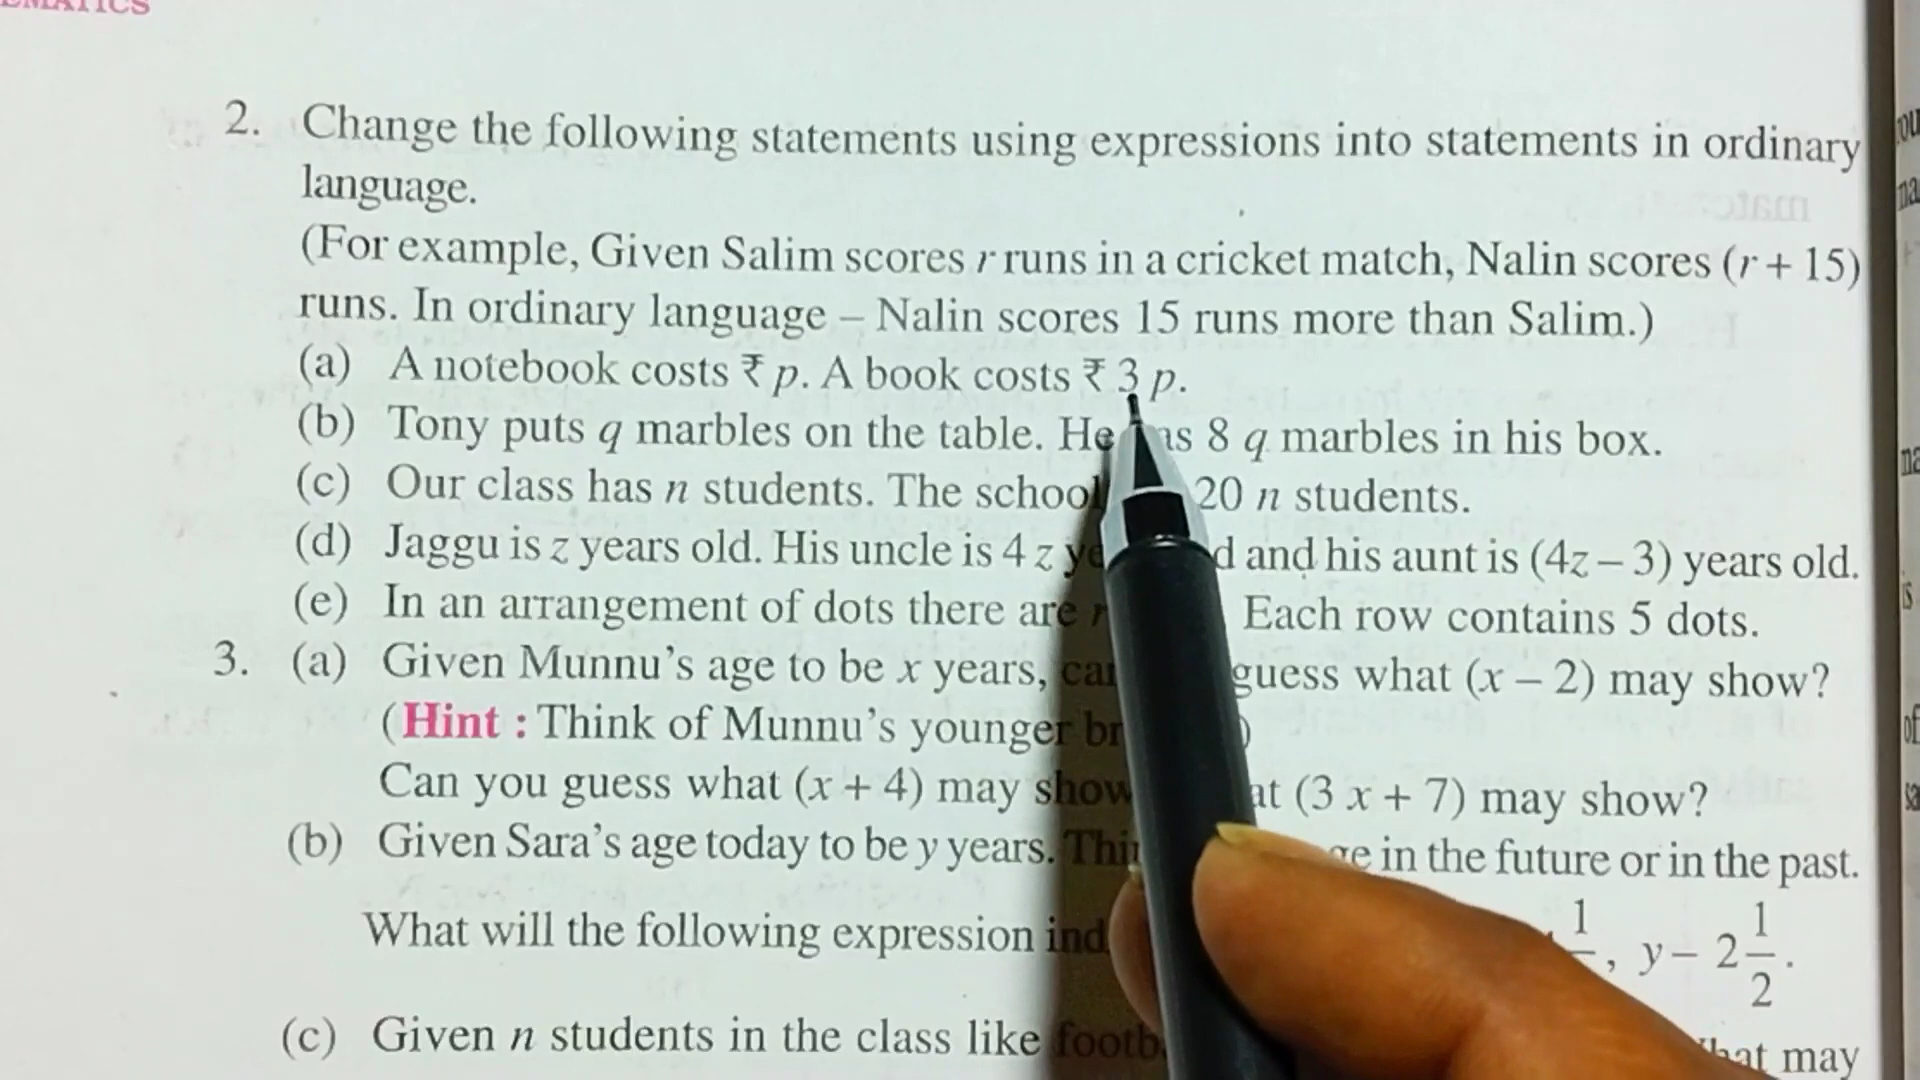 2. Change the following statements using expressions into statements in ordinary
language.
(For example, Given Salim scores r runs in a cricket match, Nalin scores (r + 15)
runs. In ordinary language – Nalin scores 15 runs more than Salim.)
(a) A notebook costs ₹ p. A book costs ₹ 3 p.
(b) Tony puts q marbles on the table. He 8 q marbles in his box.
(c) Our class has n students. The school 20 n students.
(d) Jaggu is z years old. His uncle is 4 z and his aunt is (4z – 3) years old.
(e) In an arrangement of dots there are Each row contains 5 dots.
3. (a) Given Munnu's age to be x years, guess what (x – 2) may show?
(Hint : Think of Munnu's younger
Can you guess what (x + 4) may show (3 x + 7) may show?
(b) Given Sara's age today to be y years. in the future or in the past.
What will the following expression y – 2 1/2.
(c) Given n students in the class like may